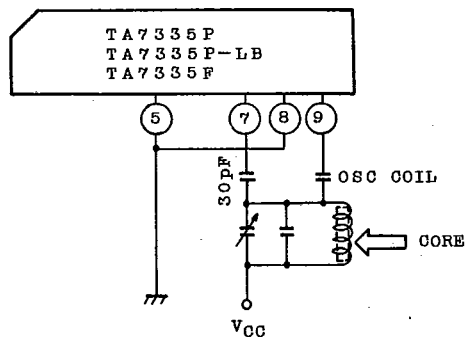 TA7335P
TA7335P-LB
TA7335F
5
7
8
9
30pF
OSC COIL
CORE
VCC